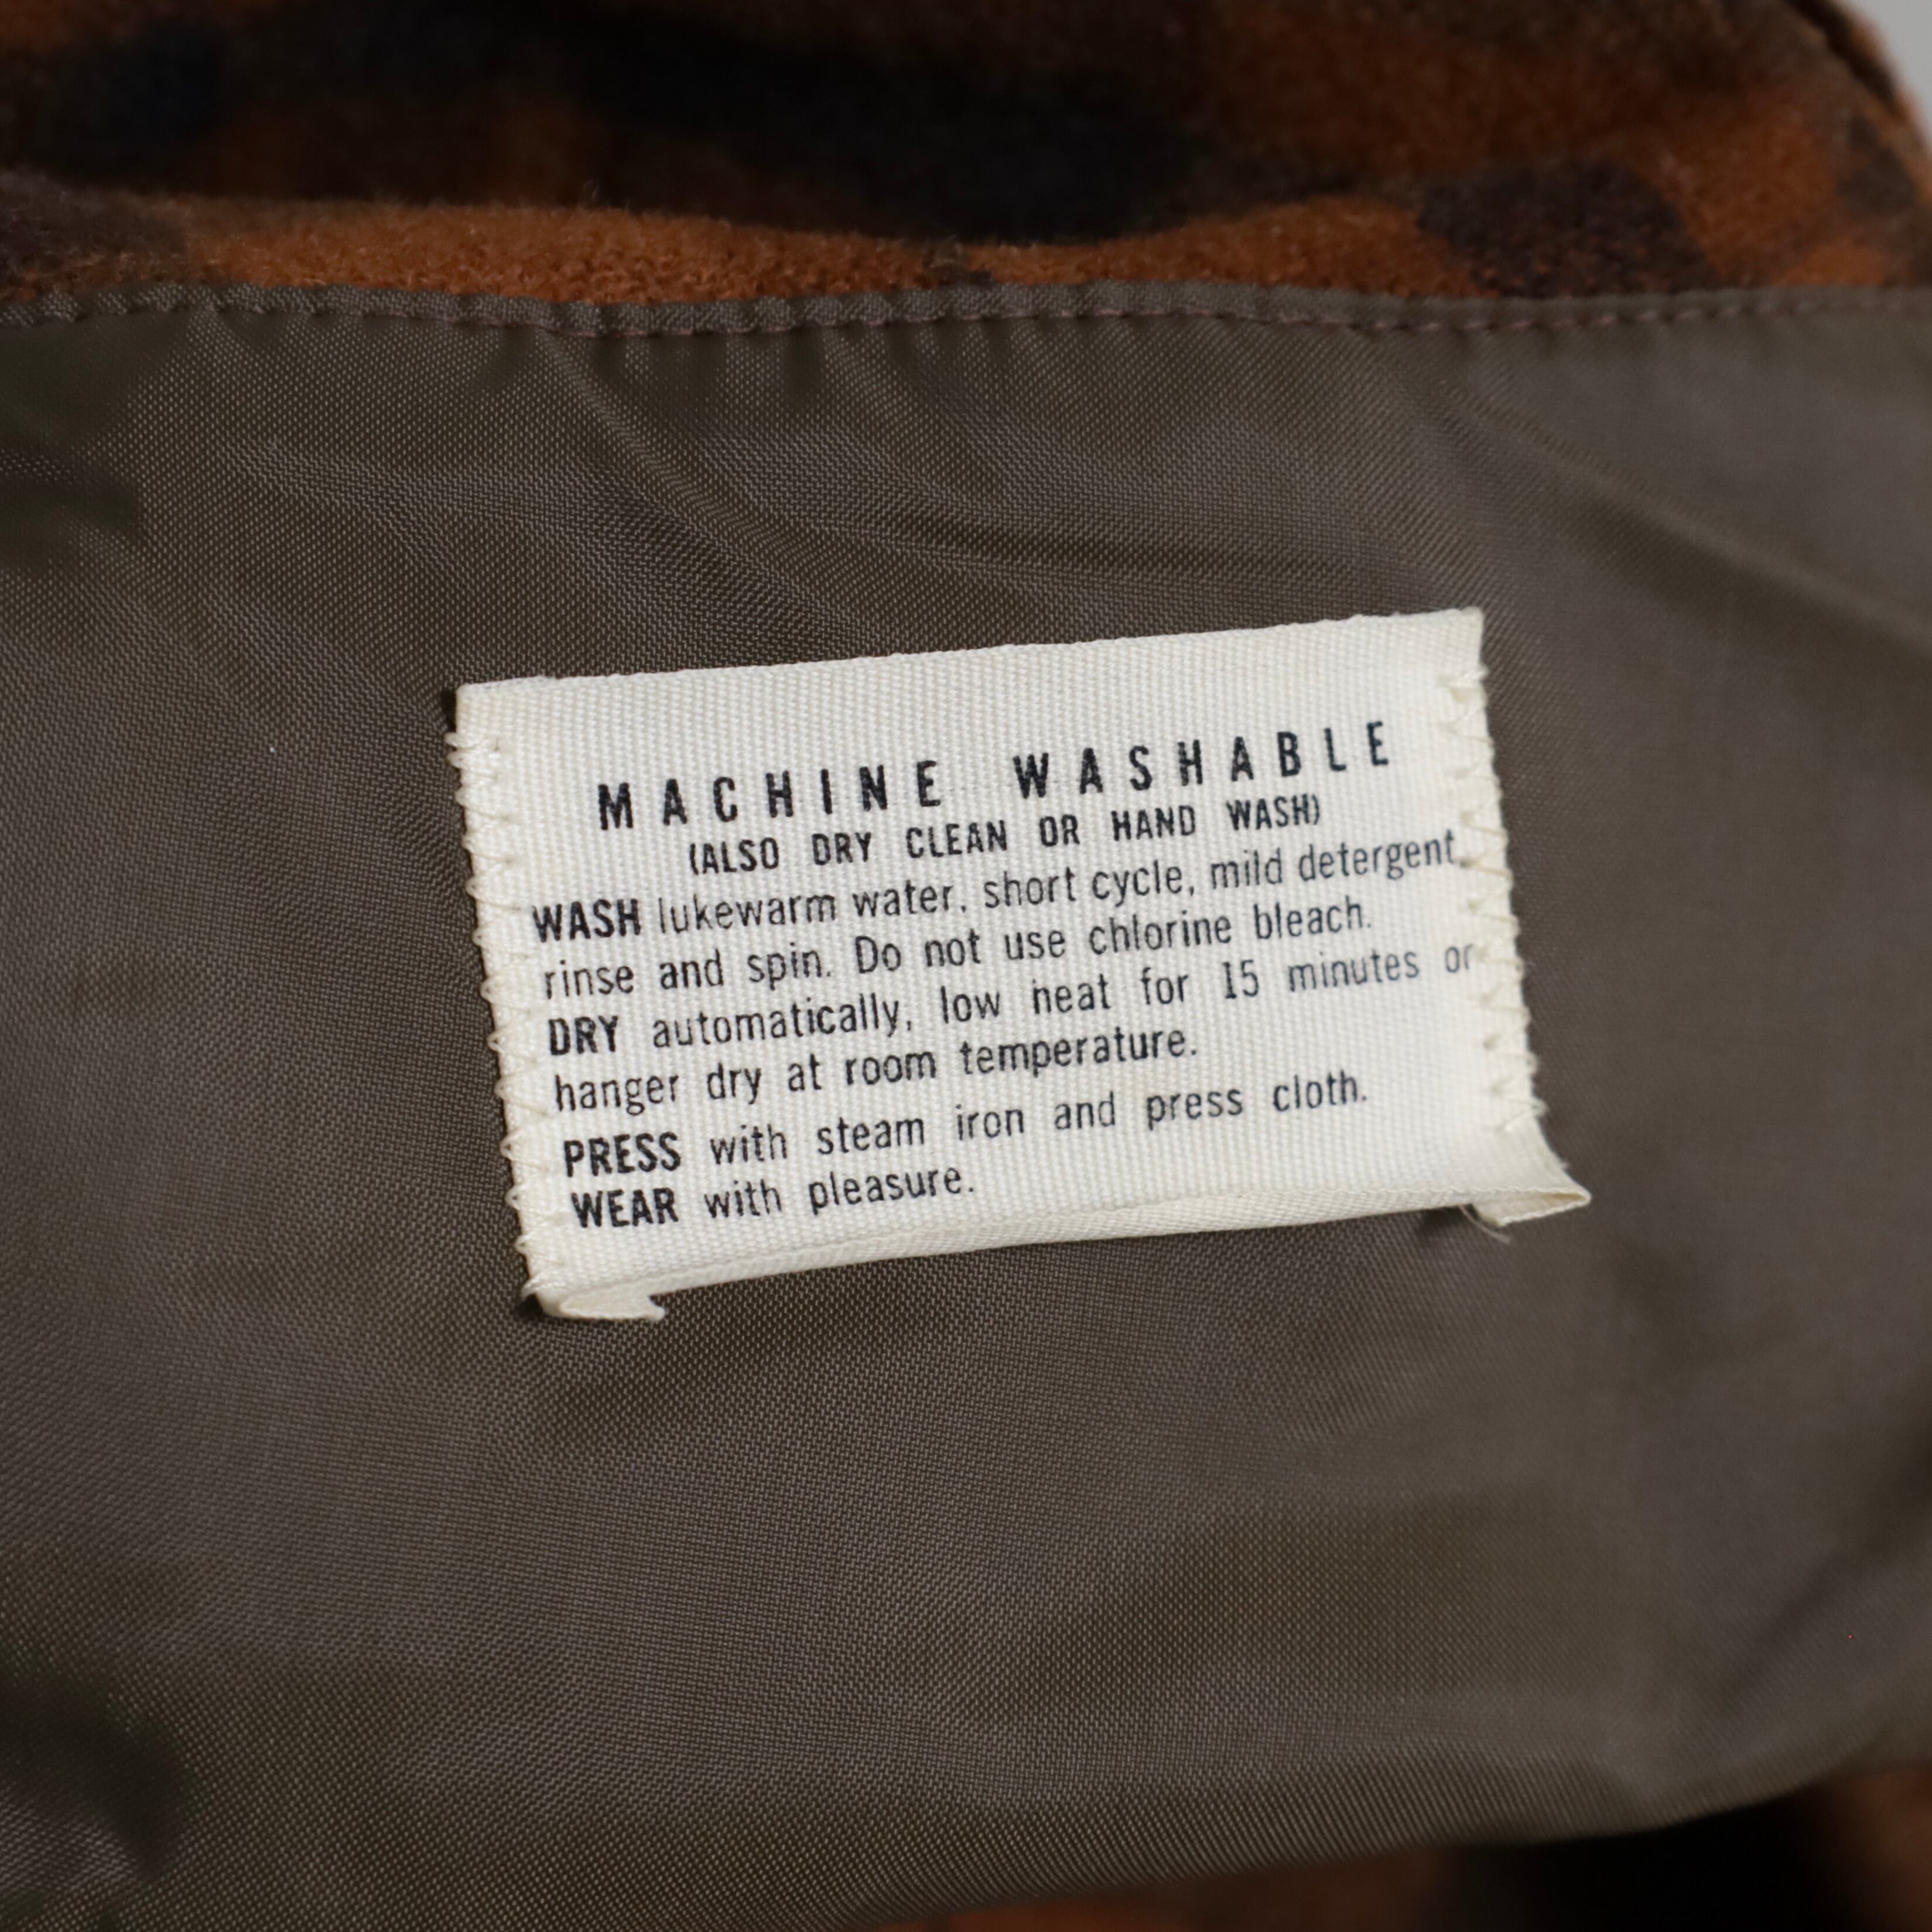 MACHINE WASHABLE
(ALSO DRY CLEAN OR HAND WASH)
WASH lukewarm water, short cycle, mild detergent,
rinse and spin. Do not use chlorine bleach.
DRY automatically, low heat for 15 minutes or
hanger dry at room temperature.
PRESS with steam iron and press cloth.
WEAR with pleasure.